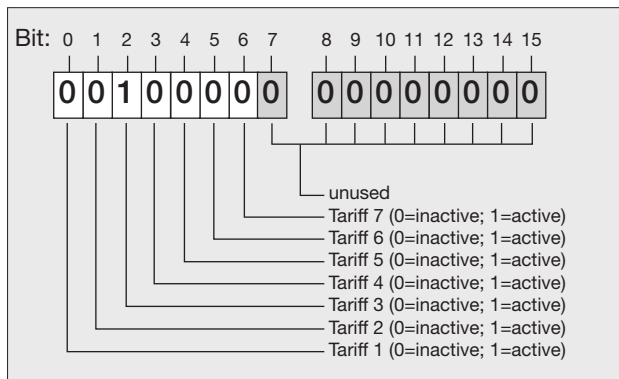 Bit: 0 1 2 3 4 5 6 7 8 9 10 11 12 13 14 15
0 0 1 0 0 0 0 0 0 0 0 0 0 0 0 0
unused
Tariff 7 (0=inactive; 1=active)
Tariff 6 (0=inactive; 1=active)
Tariff 5 (0=inactive; 1=active)
Tariff 4 (0=inactive; 1=active)
Tariff 3 (0=inactive; 1=active)
Tariff 2 (0=inactive; 1=active)
Tariff 1 (0=inactive; 1=active)